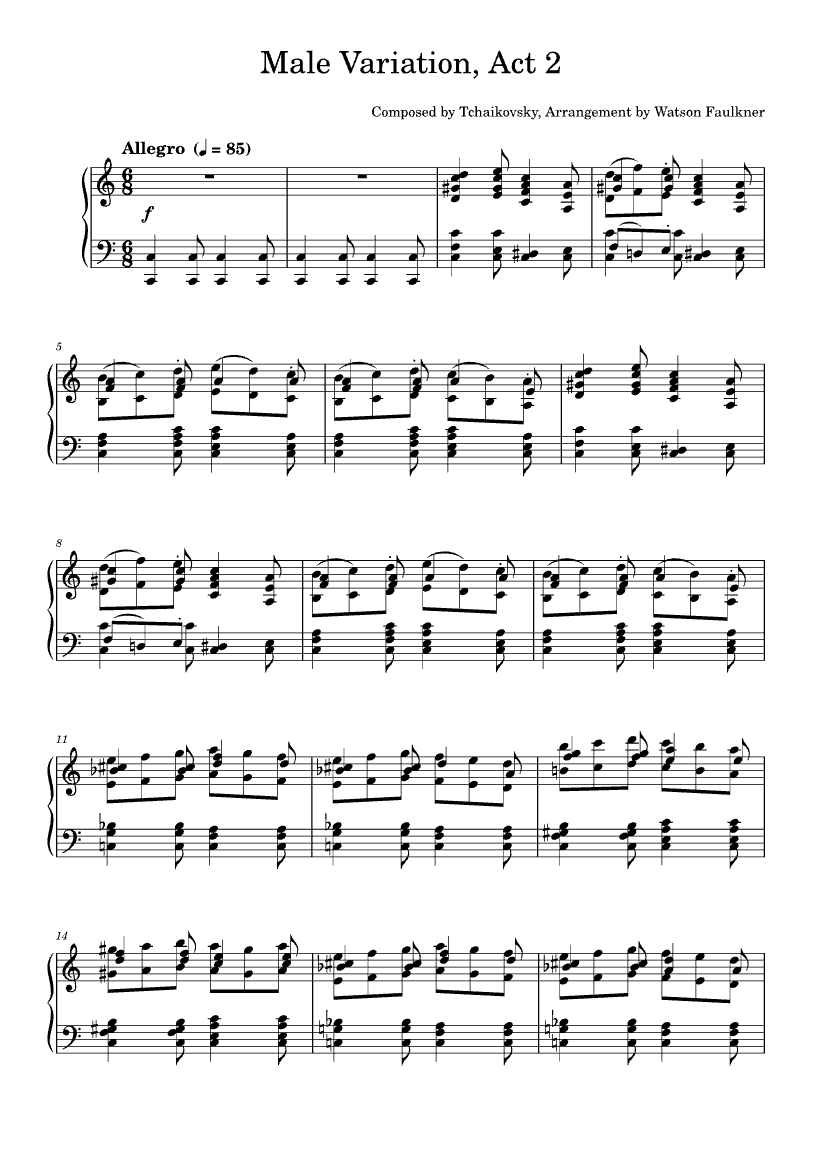 Male Variation, Act 2
Composed by Tchaikovsky, Arrangement by Watson Faulkner
Allegro (♩ = 85)
6 8
f
6 8
5
8
11
14